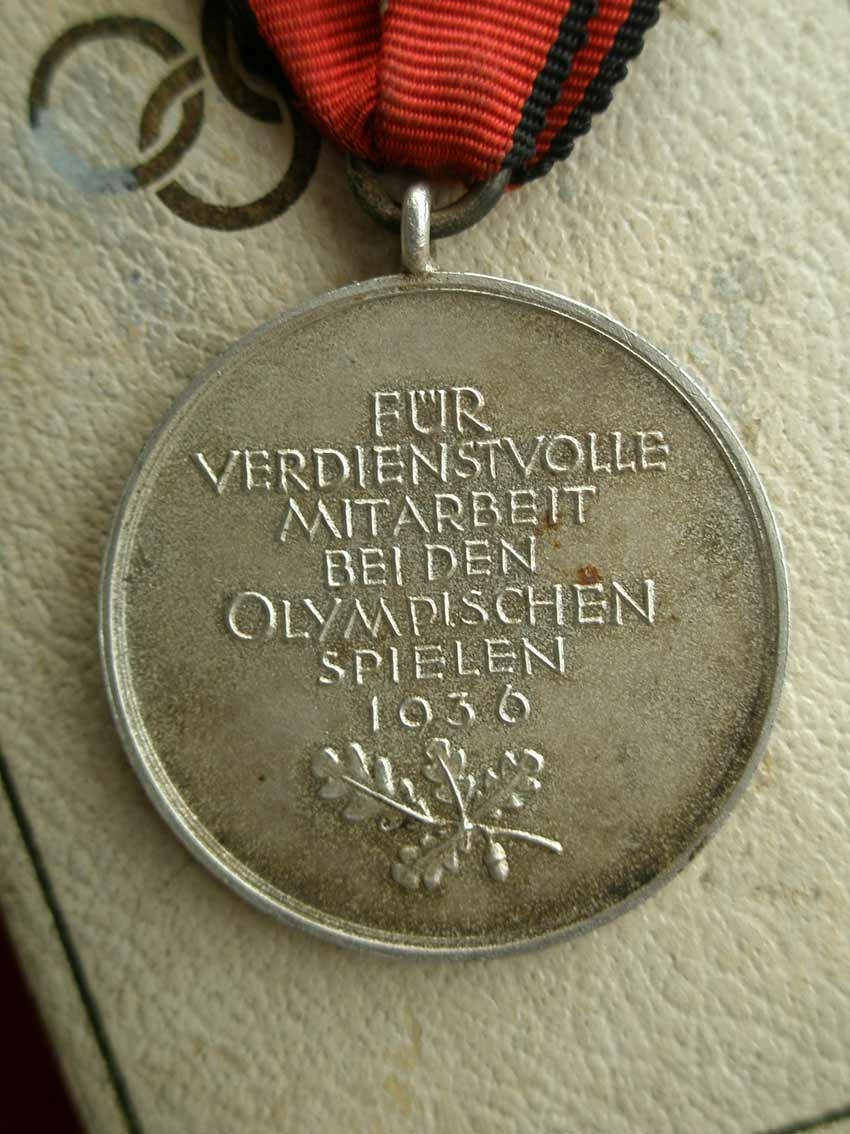 FÜR
VERDIENSTVOLLE
MITARBEIT
BEI DEN
OLYMPISCHEN
SPIELEN
1936